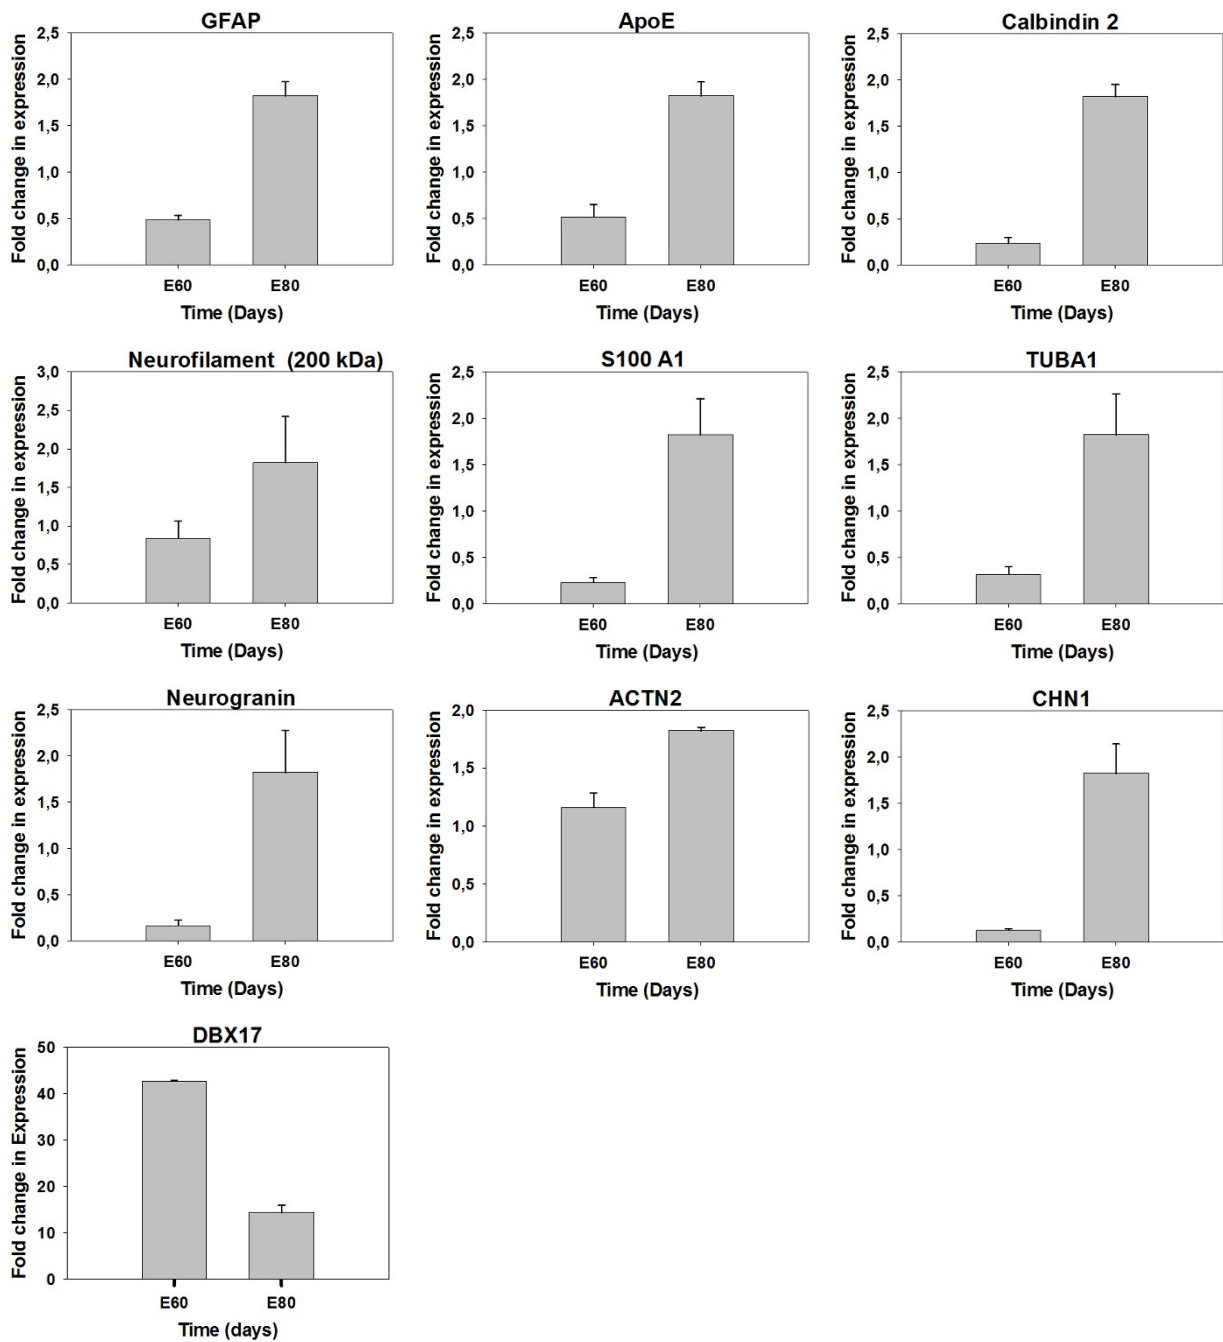 GFAP
Fold change in expression
2,5
2,0
1,5
1,0
0,5
0,0
E60 E80
Time (Days)
ApoE
Fold change in expression
2,5
2,0
1,5
1,0
0,5
0,0
E60 E80
Time (Days)
Calbindin 2
Fold change in expression
2,5
2,0
1,5
1,0
0,5
0,0
E60 E80
Time (Days)
Neurofilament (200 kDa)
Fold change in expression
3,0
2,5
2,0
1,5
1,0
0,5
0,0
E60 E80
Time (Days)
S100 A1
Fold change in expression
2,5
2,0
1,5
1,0
0,5
0,0
E60 E80
Time (Days)
TUBA1
Fold change in expression
2,5
2,0
1,5
1,0
0,5
0,0
E60 E80
Time (Days)
Neurogranin
Fold change in expression
2,5
2,0
1,5
1,0
0,5
0,0
E60 E80
Time (Days)
ACTN2
Fold change in expression
2,0
1,5
1,0
0,5
0,0
E60 E80
Time (Days)
CHN1
Fold change in expression
2,5
2,0
1,5
1,0
0,5
0,0
E60 E80
Time (Days)
DBX17
Fold change in Expression
50
40
30
20
10
0
E60 E80
Time (days)